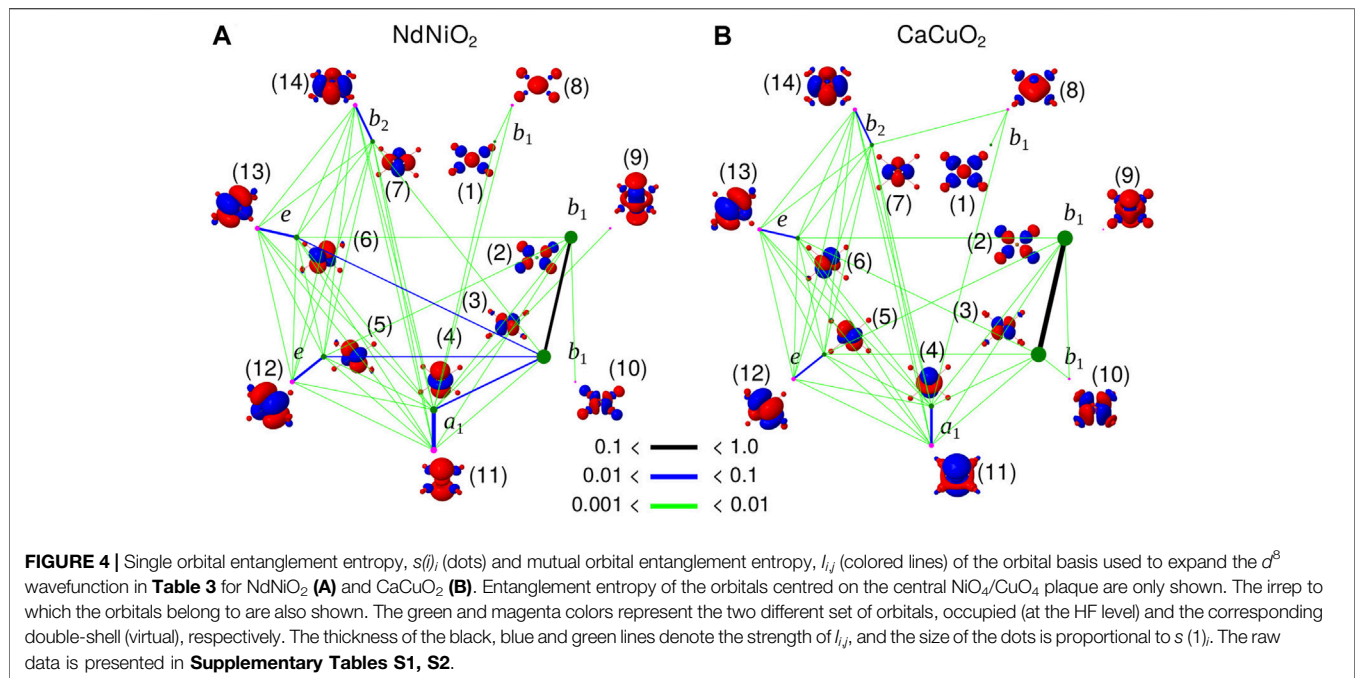 A
NdNiO2
B
CaCuO2
(14)
(8)
b2
b1
(13)
(7)
(1)
(9)
e
b1
(6)
(2)
(3)
(5)
(4)
e
b1
(12)
(10)
a1
(11)
(14)
(8)
b2
b1
(13)
(7)
(1)
(9)
e
b1
(2)
(6)
(3)
(5)
(4)
e
b1
(12)
(10)
a1
(11)
0.1 < < 1.0
0.01 < < 0.1
0.001 < < 0.01
FIGURE 4 | Single orbital entanglement entropy, s(i)i (dots) and mutual orbital entanglement entropy, Ii,j (colored lines) of the orbital basis used to expand the d8
wavefunction in Table 3 for NdNiO2 (A) and CaCuO2 (B). Entanglement entropy of the orbitals centred on the central NiO4/CuO4 plaque are only shown. The irrep to
which the orbitals belong to are also shown. The green and magenta colors represent the two different set of orbitals, occupied (at the HF level) and the corresponding
double-shell (virtual), respectively. The thickness of the black, blue and green lines denote the strength of Ii,j, and the size of the dots is proportional to s (1)i. The raw
data is presented in Supplementary Tables S1, S2.